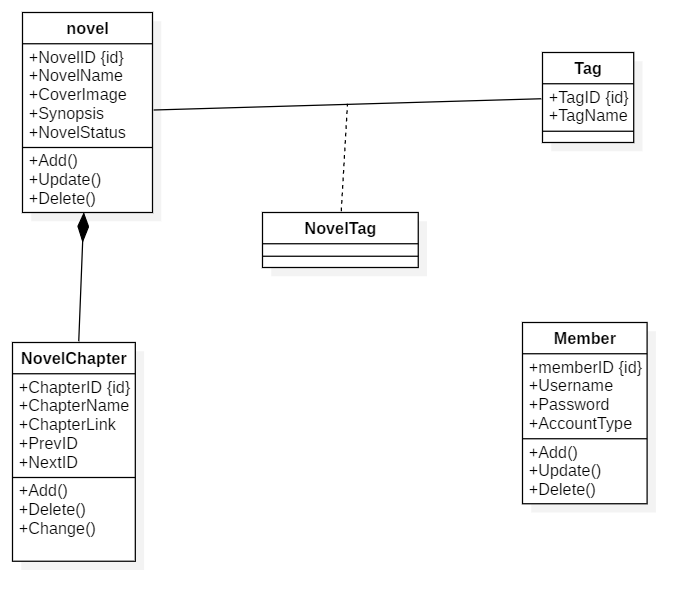 novel
+NovelID {id}
+NovelName
+CoverImage
+Synopsis
+NovelStatus
+Add()
+Update()
+Delete()
Tag
+TagID {id}
+TagName
NovelTag
NovelChapter
+ChapterID {id}
+ChapterName
+ChapterLink
+PrevID
+NextID
+Add()
+Delete()
+Change()
Member
+memberID {id}
+Username
+Password
+AccountType
+Add()
+Update()
+Delete()